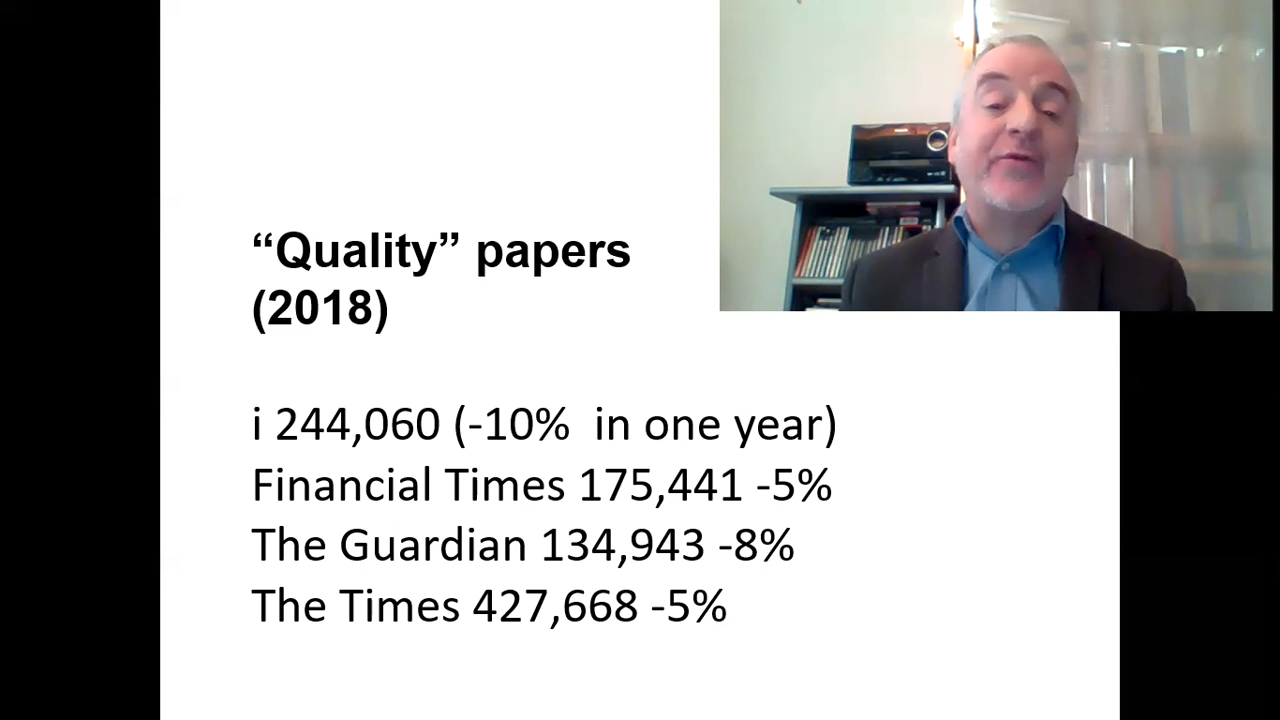 “Quality” papers
(2018)
i 244,060 (-10%  in one year)
Financial Times 175,441 -5%
The Guardian 134,943 -8%
The Times 427,668 -5%